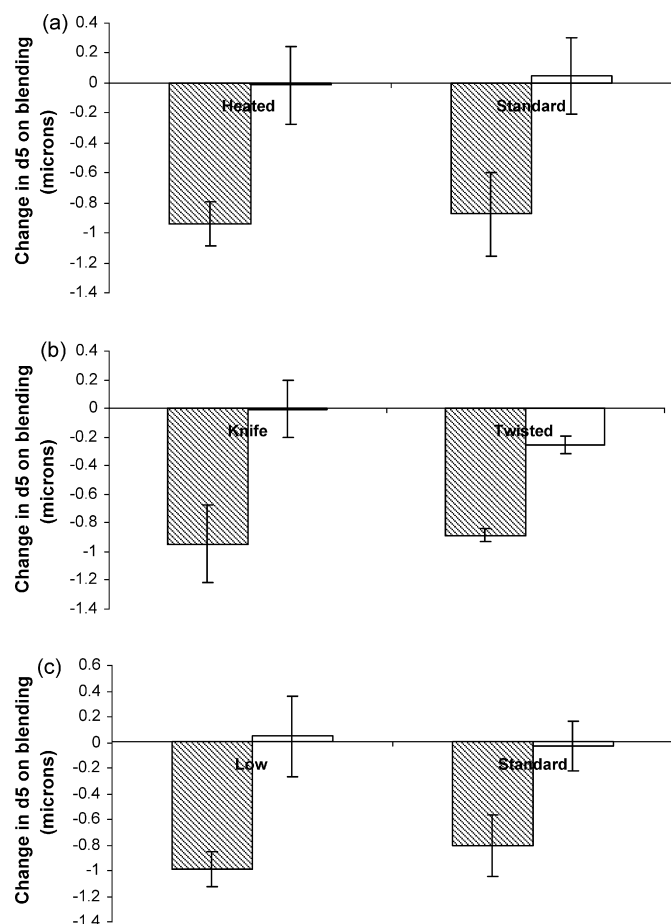 (a)
Change in d5 on blending
(microns)
0.4
0.2
0
-0.2
-0.4
-0.6
-0.8
-1
-1.2
-1.4
Heated
Standard
(b)
Change in d5 on blending
(microns)
0.4
0.2
0
-0.2
-0.4
-0.6
-0.8
-1
-1.2
-1.4
Knife
Twisted
(c)
Change in d5 on blending
(microns)
0.6
0.4
0.2
0
-0.2
-0.4
-0.6
-0.8
-1
-1.2
-1.4
Low
Standard